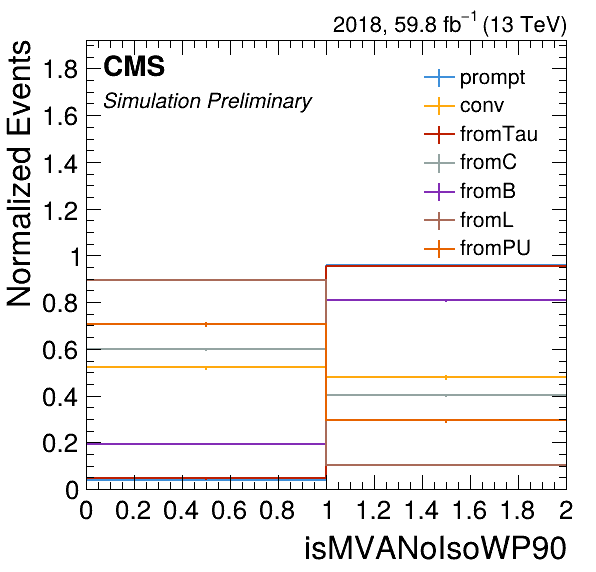 2018, 59.8 fb⁻¹ (13 TeV)
CMS
Simulation Preliminary
prompt
conv
fromTau
fromC
fromB
fromL
fromPU
Normalized Events
1.8
1.6
1.4
1.2
1
0.8
0.6
0.4
0.2
0
0 0.2 0.4 0.6 0.8 1 1.2 1.4 1.6 1.8 2
isMVANoIsoWP90